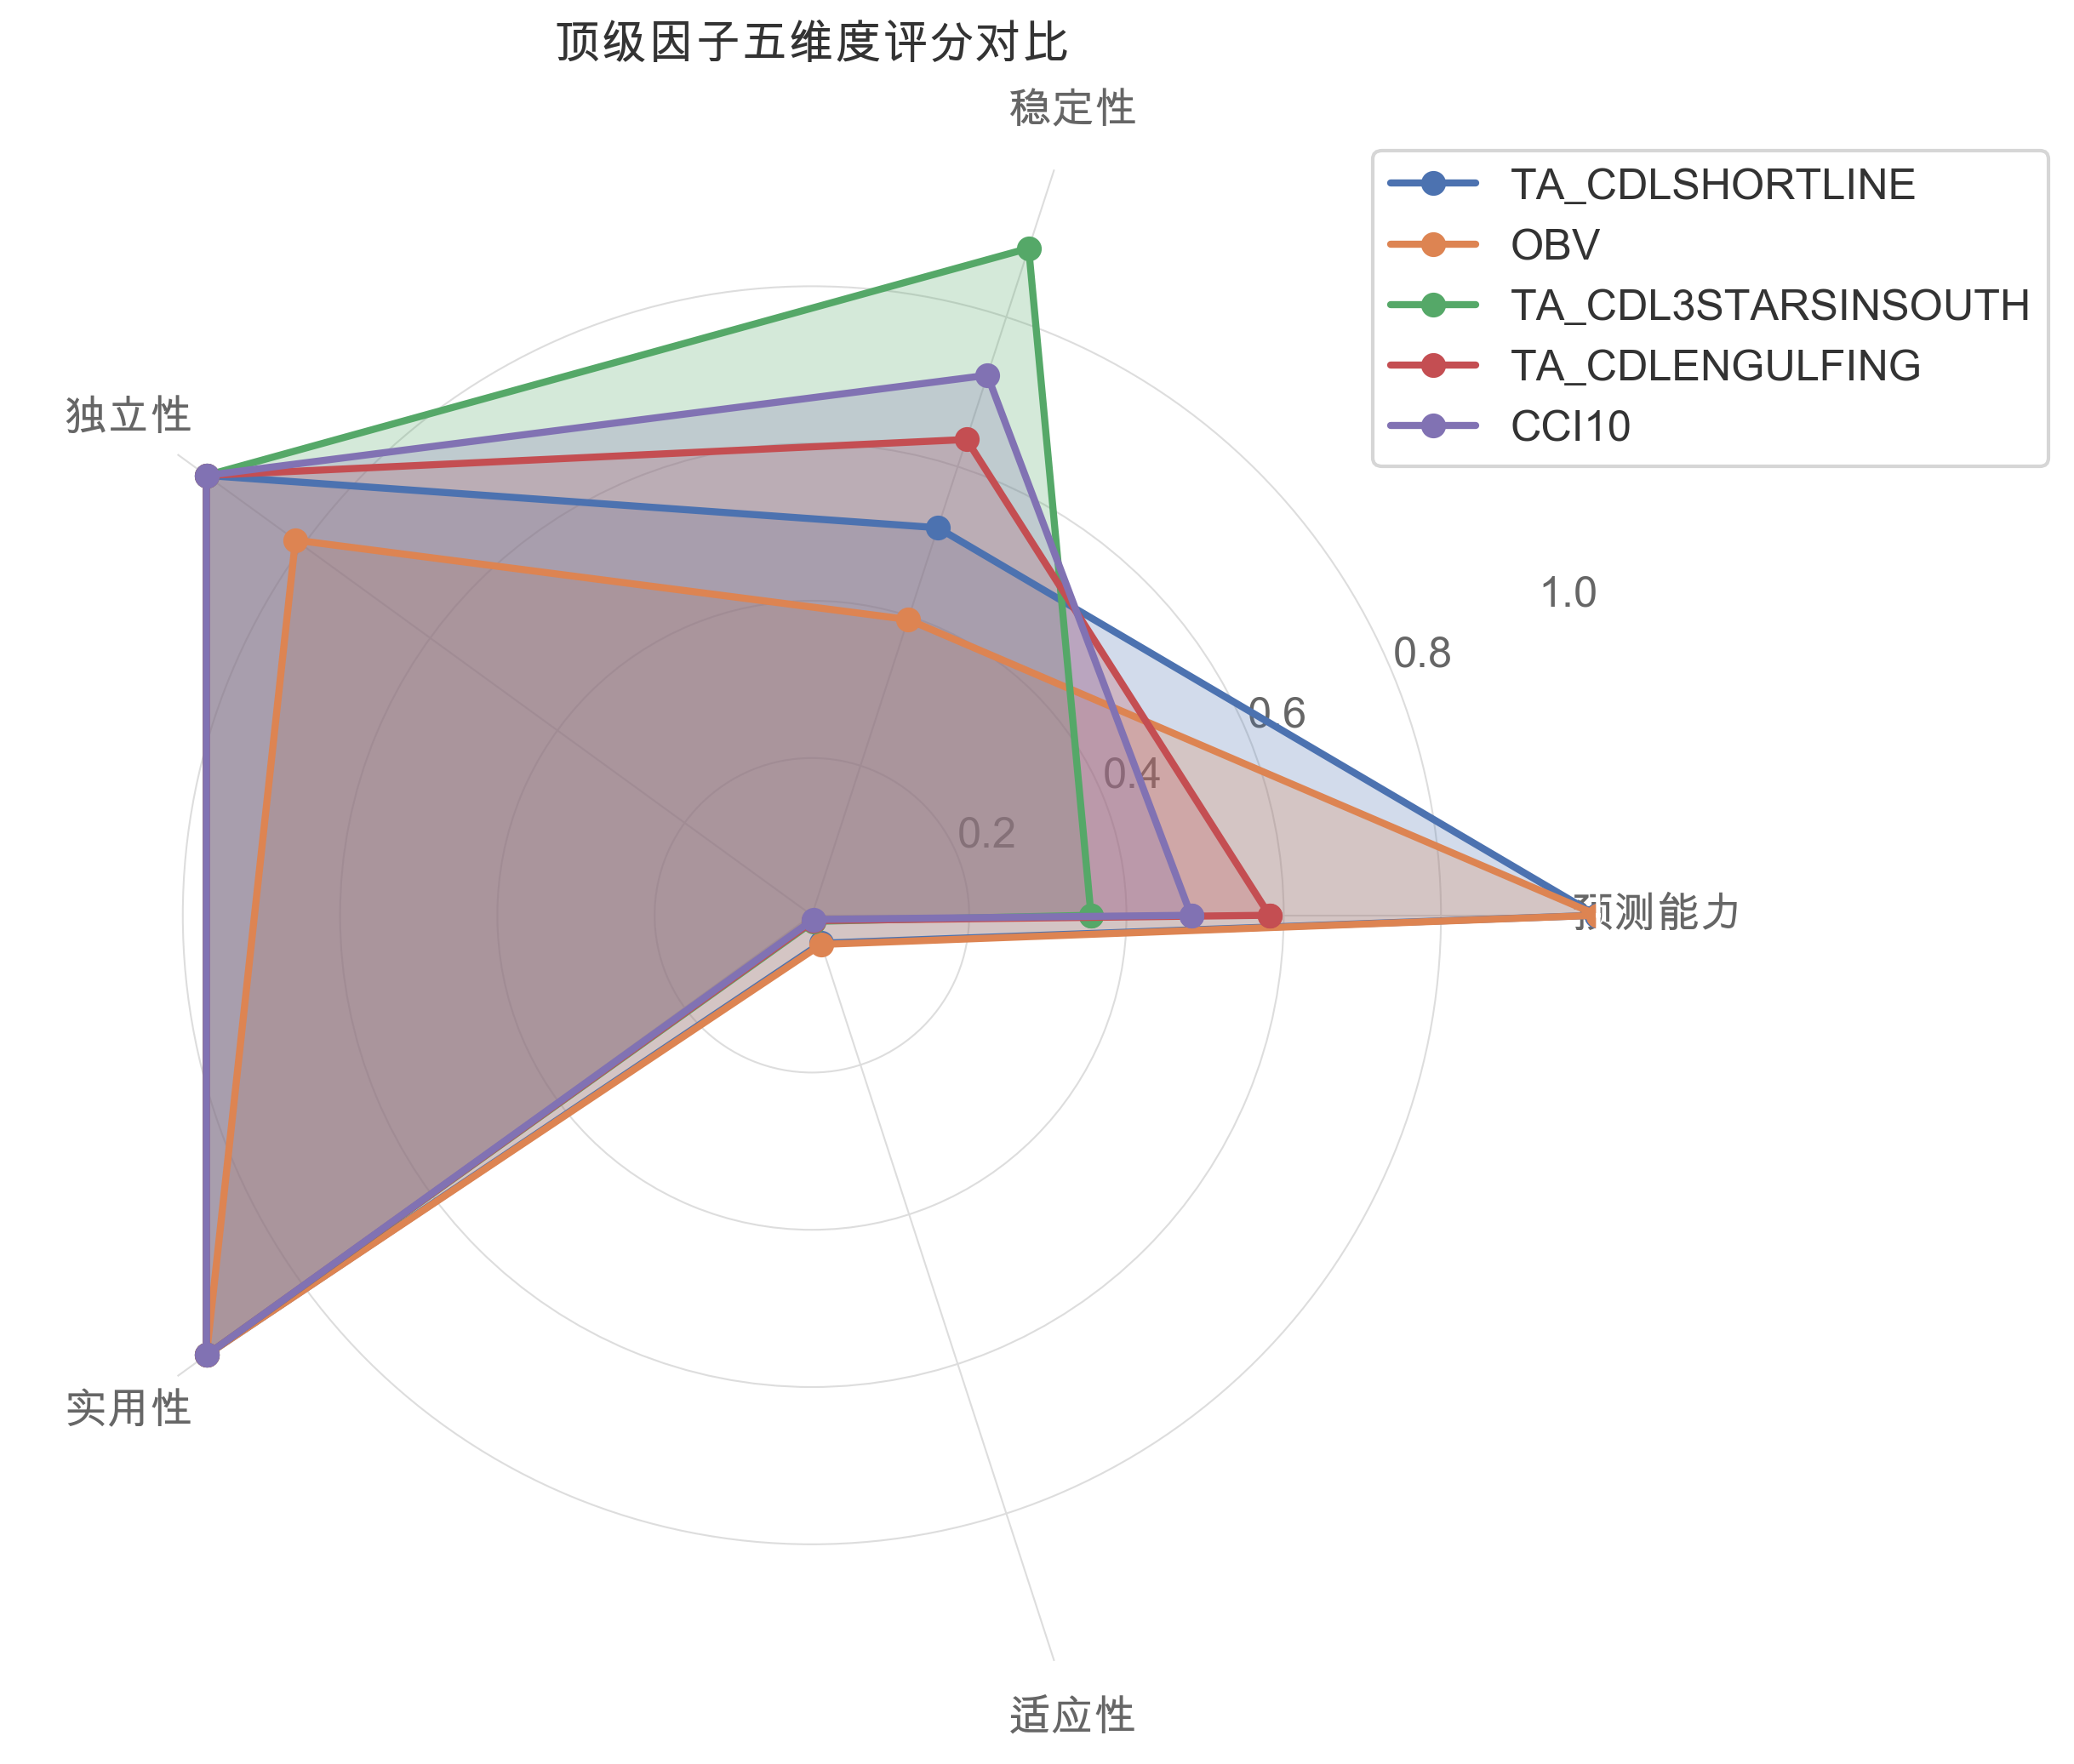 顶级因子五维度评分对比
稳定性
TA_CDLSHORTLINE
OBV
TA_CDL3STARSINSOUTH
TA_CDLENGULFING
CCI10
独立性
1.0
0.8
0.6
0.4
0.2
预测能力
实用性
适应性